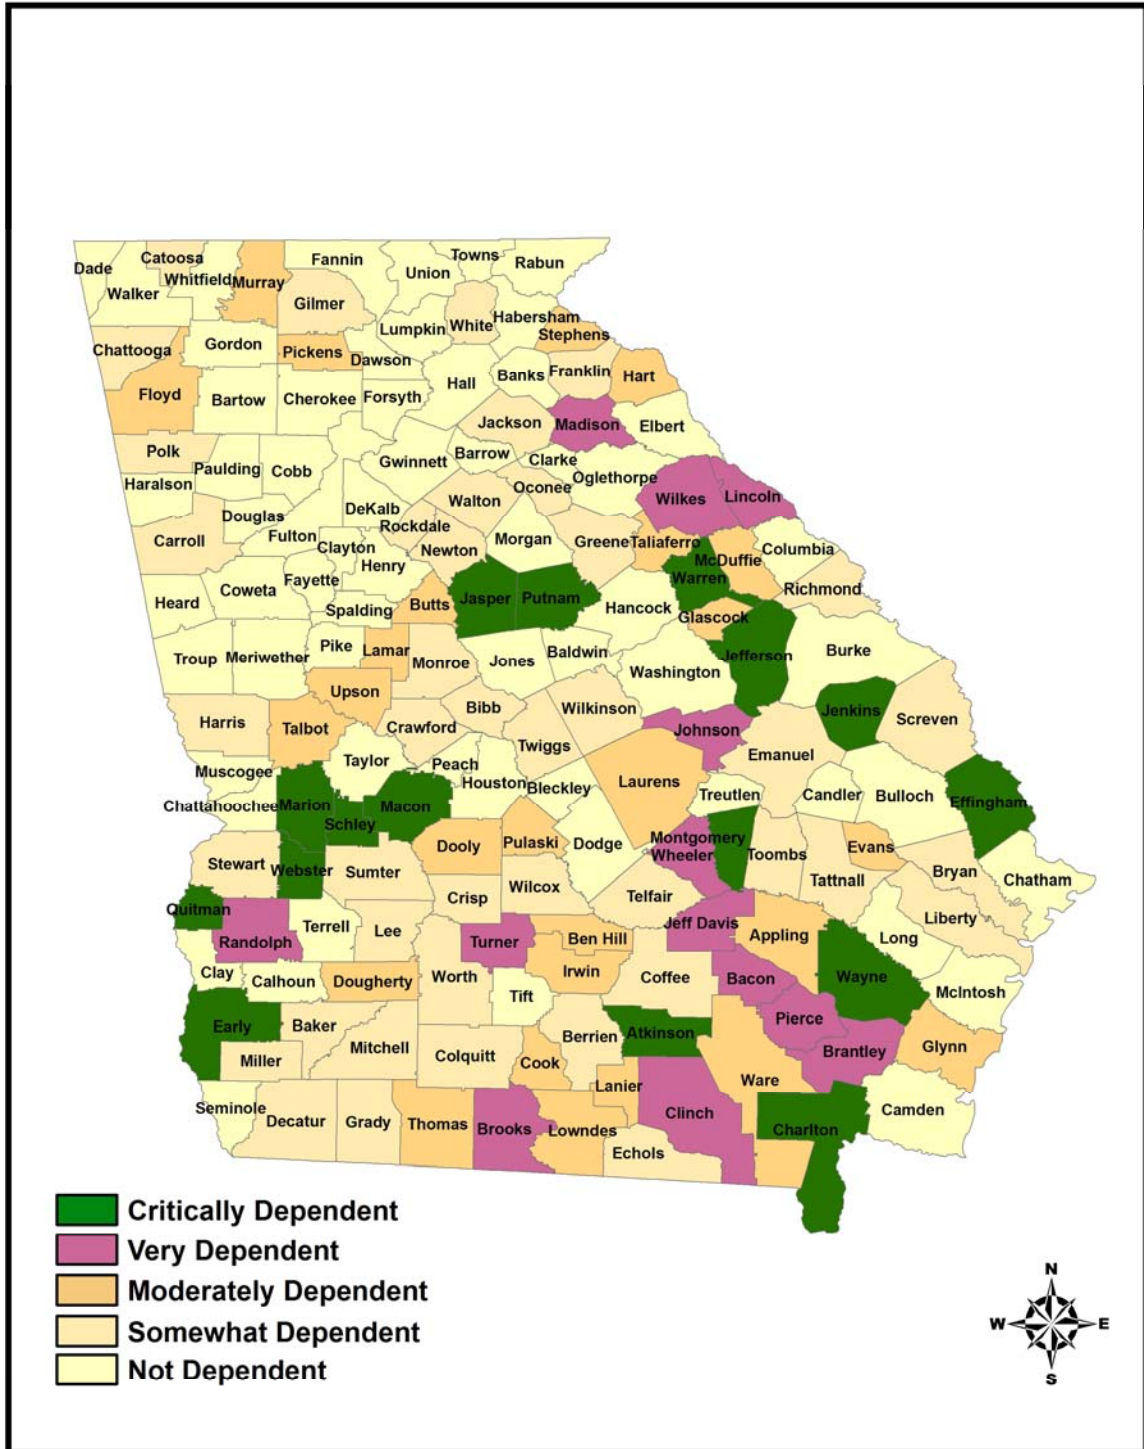 Dade
Catoosa
Whitfield
Walker
Murray
Fannin
Gilmer
Union
Towns
Rabun
Lumpkin
White
Habersham
Stephens
Chattooga
Gordon
Pickens
Dawson
Hall
Banks
Franklin
Hart
Floyd
Bartow
Cherokee
Forsyth
Jackson
Madison
Elbert
Polk
Paulding
Cobb
Gwinnett
Barrow
Clarke
Oglethorpe
Haralson
Oconee
Wilkes
Lincoln
Douglas
DeKalb
Walton
Rockdale
Carroll
Fulton
Clayton
Henry
Newton
Morgan
Greene
Taliaferro
McDuffie
Columbia
Warren
Richmond
Heard
Coweta
Fayette
Spalding
Butts
Jasper
Putnam
Hancock
Glascock
Troup
Meriwether
Pike
Lamar
Monroe
Jones
Baldwin
Washington
Jefferson
Burke
Harris
Talbot
Upson
Crawford
Bibb
Wilkinson
Twiggs
Johnson
Emanuel
Jenkins
Screven
Muscogee
Taylor
Peach
Houston
Bleckley
Laurens
Treutlen
Candler
Bulloch
Effingham
Chattahoochee
Marion
Schley
Macon
Dooly
Pulaski
Dodge
Montgomery
Wheeler
Toombs
Evans
Tattnall
Bryan
Chatham
Stewart
Webster
Sumter
Crisp
Wilcox
Telfair
Liberty
Quitman
Randolph
Terrell
Lee
Turner
Ben Hill
Jeff Davis
Appling
Long
Clay
Calhoun
Dougherty
Worth
Tift
Irwin
Coffee
Bacon
Wayne
McIntosh
Early
Baker
Miller
Mitchell
Colquitt
Cook
Berrien
Atkinson
Pierce
Brantley
Glynn
Seminole
Decatur
Grady
Thomas
Brooks
Lowndes
Lanier
Echols
Clinch
Ware
Charlton
Camden
Critically Dependent
Very Dependent
Moderately Dependent
Somewhat Dependent
Not Dependent
N
W E
S